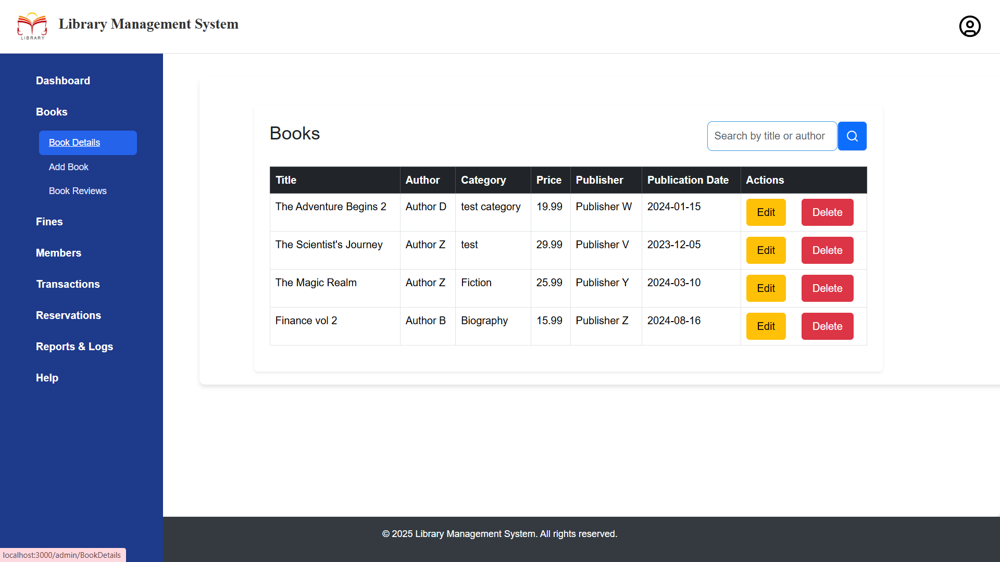 LIBRARY
Library Management System
Dashboard
Books
Book Details
Add Book
Book Reviews
Fines
Members
Transactions
Reservations
Reports & Logs
Help
Books
Search by title or author
Title Author Category Price Publisher Publication Date Actions
The Adventure Begins 2 Author D test category 19.99 Publisher W 2024-01-15 Edit Delete
The Scientist's Journey Author Z test 29.99 Publisher V 2023-12-05 Edit Delete
The Magic Realm Author Z Fiction 25.99 Publisher Y 2024-03-10 Edit Delete
Finance vol 2 Author B Biography 15.99 Publisher Z 2024-08-16 Edit Delete
© 2025 Library Management System. All rights reserved.
localhost:3000/admin/BookDetails